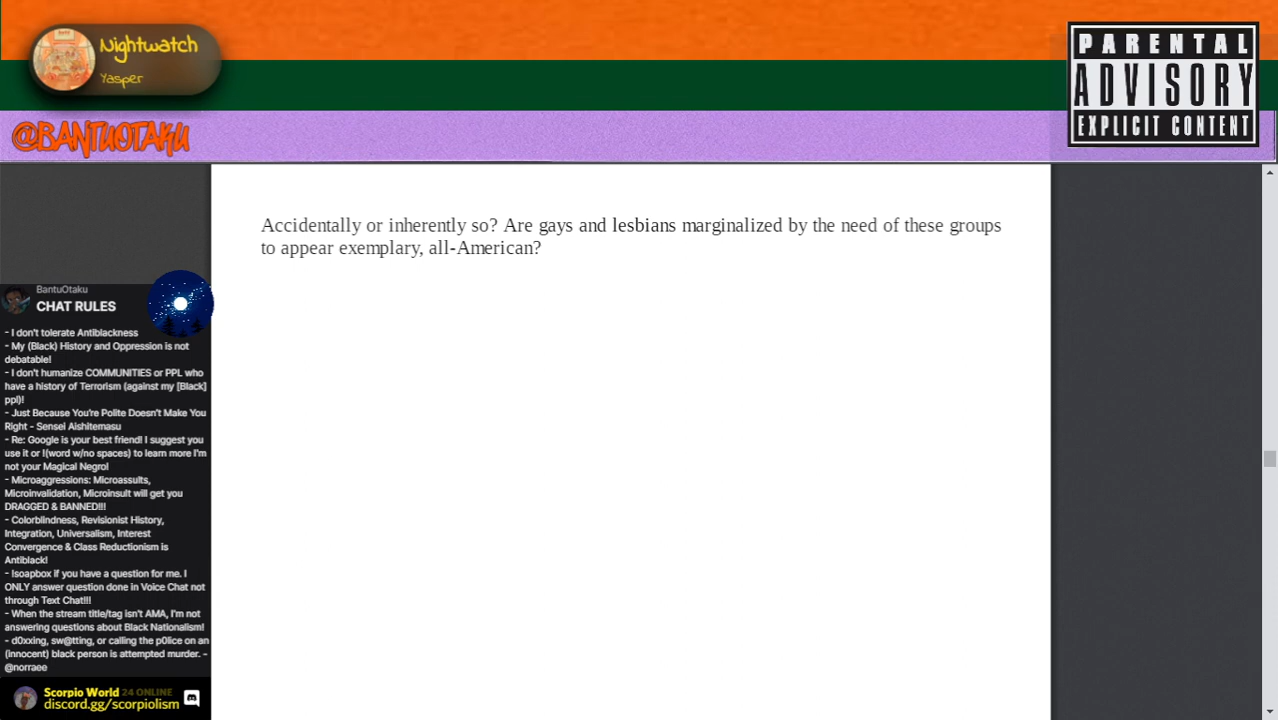 Nightwatch
Yasper
PARENTAL
ADVISORY
EXPLICIT CONTENT
@BANTUOTAKU
Accidentally or inherently so? Are gays and lesbians marginalized by the need of these groups
to appear exemplary, all-American?
BantuOtaku
CHAT RULES
- I don't tolerate Antiblackness
- My (Black) History and Oppression is not
debatable!
- I don't humanize COMMUNITIES or PPL who
have a history of Terrorism (against my [Black]
ppl)!
- Just Because You're Polite Doesn't Make You
Right - Sensei Aishitemasu
- Re: Google is your best friend! I suggest you
use it or !(word w/no spaces) to learn more I'm
not your Magical Negro!
- Microaggressions: Microassults,
Microinvalidation, Microinsult will get you
DRAGGED & BANNED!!!
- Colorblindness, Revisionist History,
Integration, Universalism, Interest
Convergence & Class Reductionism is
Antiblack!
- !soapbox if you have a question for me. I
ONLY answer question done in Voice Chat not
through Text Chat!!!
- When the stream title/tag isn't AMA, I'm not
answering questions about Black Nationalism!
- d0xxing, sw@tting, or calling the p0lice on an
(innocent) black person is attempted murder. -
@norraee
Scorpio World 24 ONLINE
discord.gg/scorpiolism